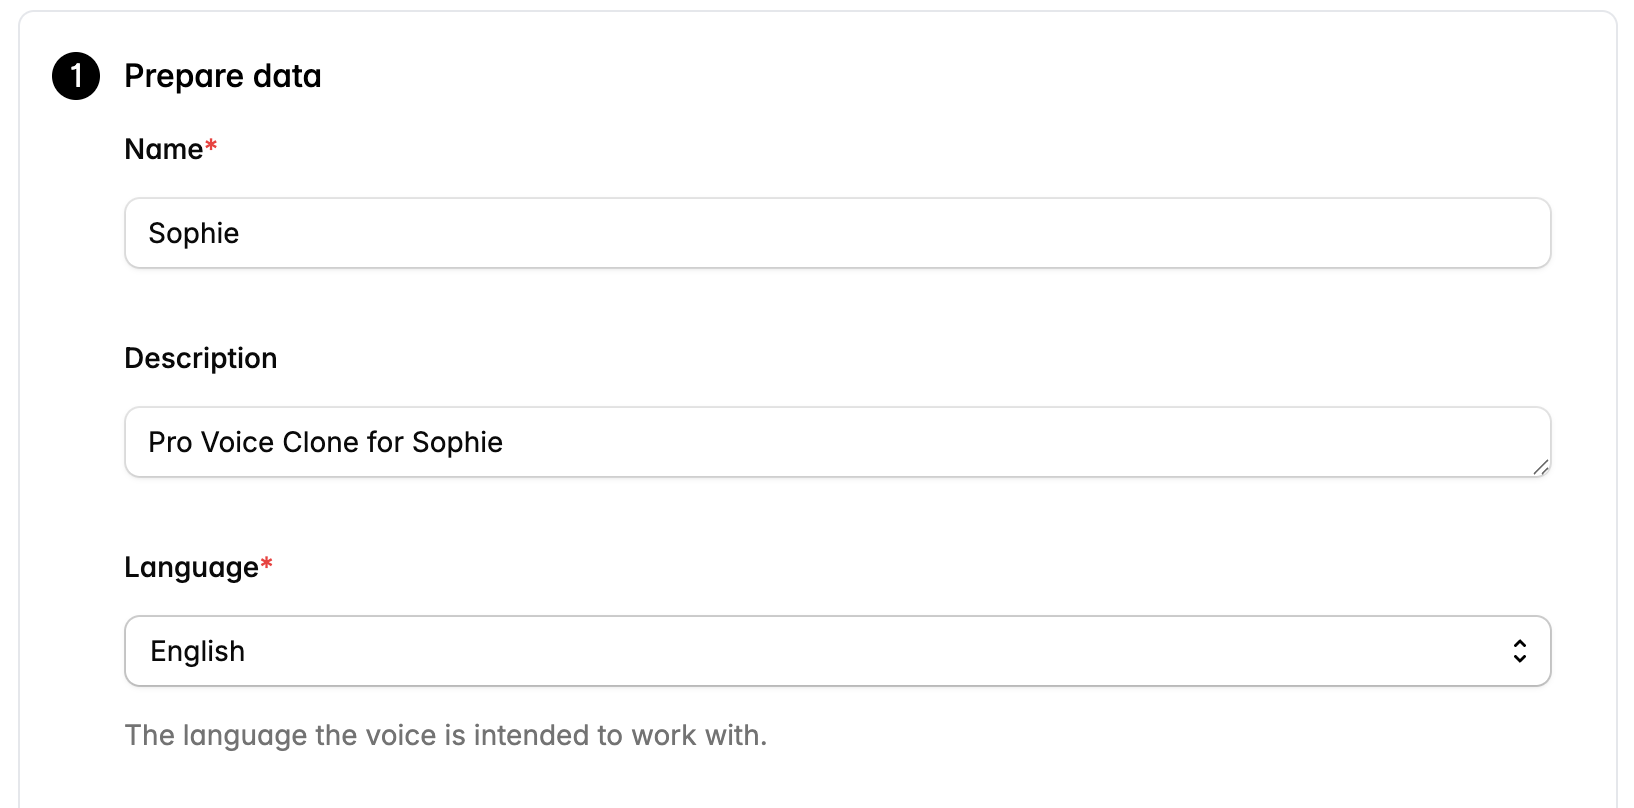 1 Prepare data
Name*
Sophie
Description
Pro Voice Clone for Sophie
Language*
English
The language the voice is intended to work with.